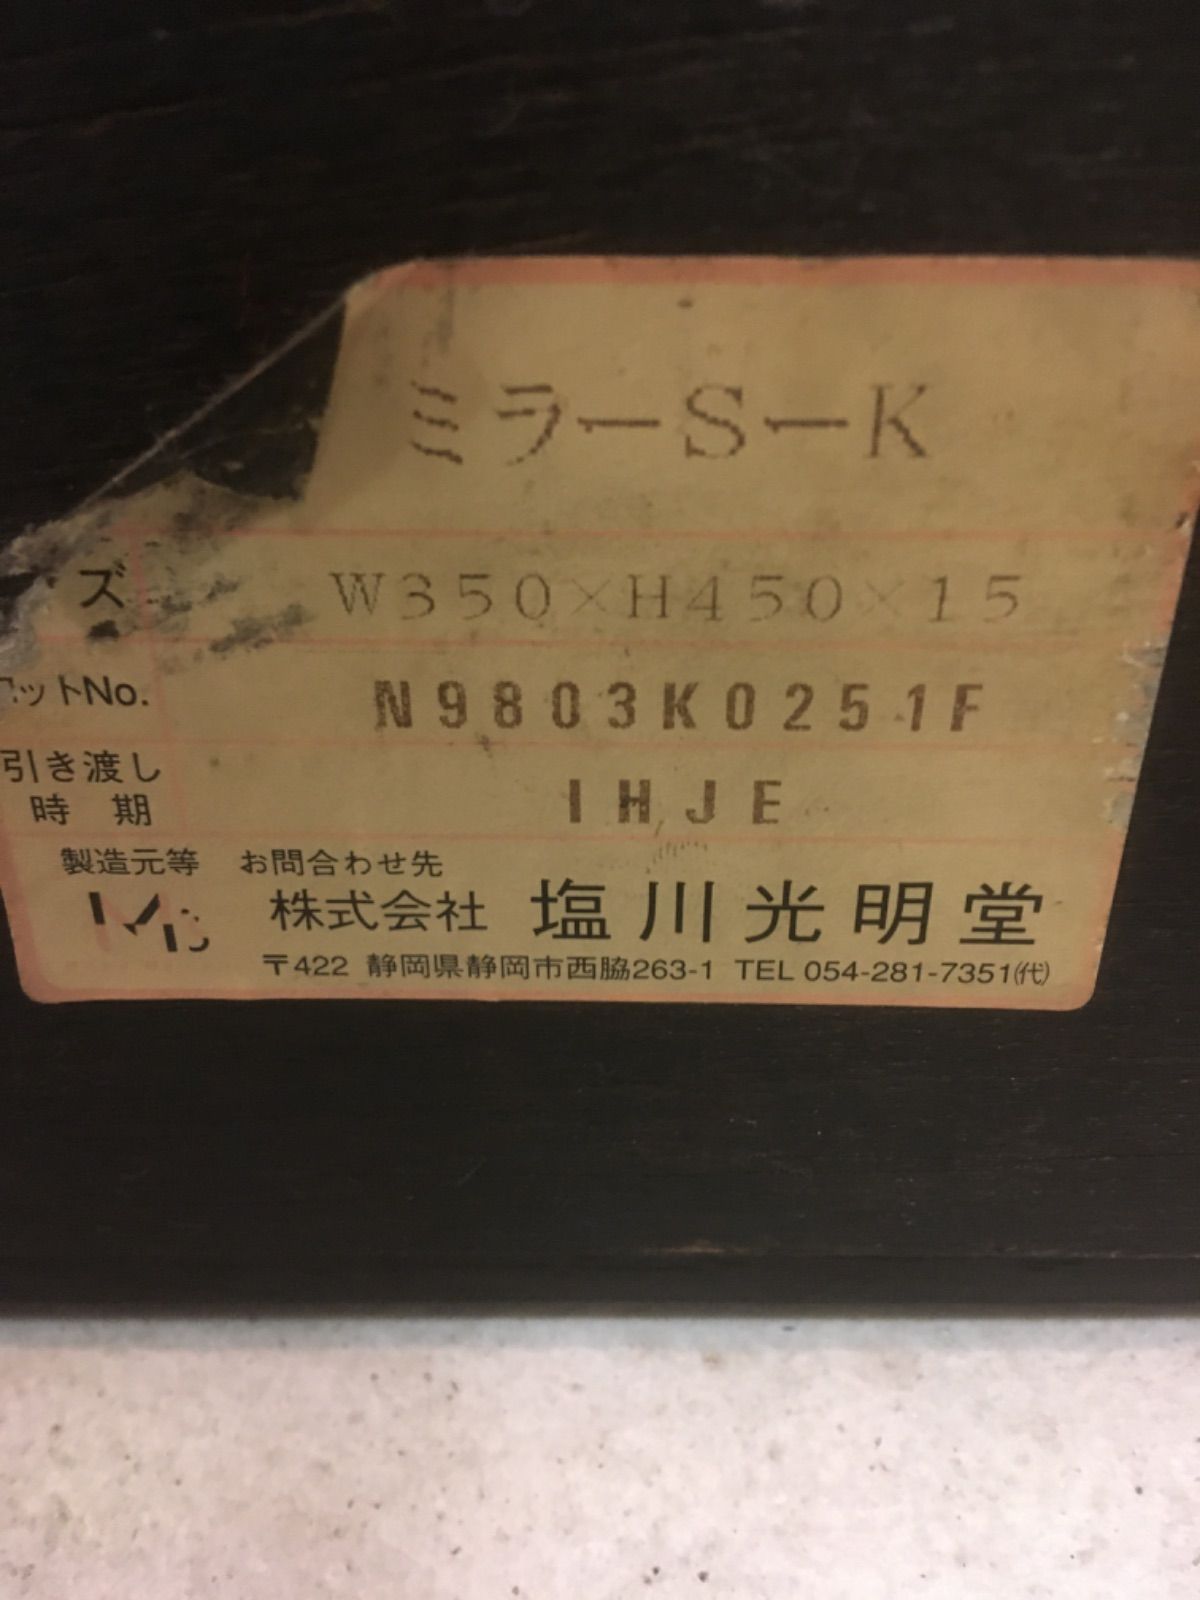 ミラーS－K
ズ W350×H450×15
ロットNo. N9803K0251F
引き渡し
時期 IHJE
製造元等 お問合わせ先
株式会社 塩川光明堂
〒422 静岡県静岡市西脇263-1 TEL 054-281-7351㈹